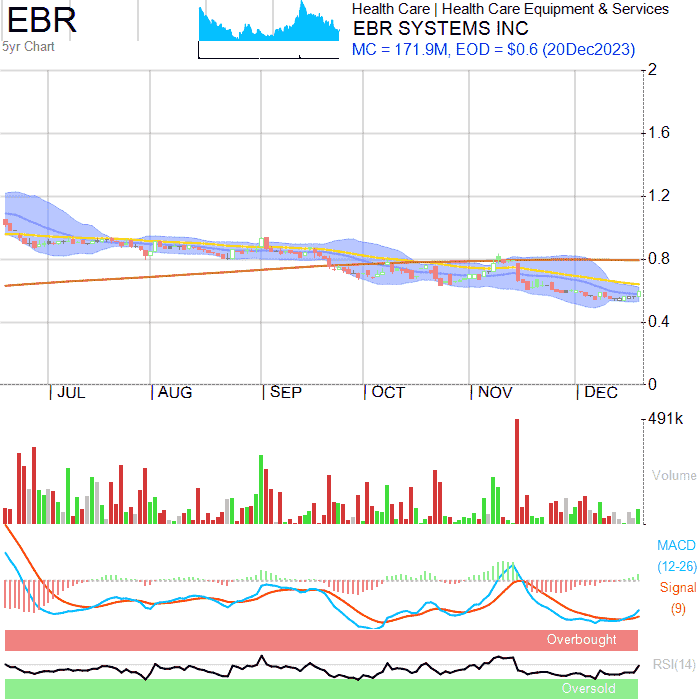 EBR
5yr Chart
Health Care | Health Care Equipment & Services
EBR SYSTEMS INC
MC = 171.9M, EOD = $0.6 (20Dec2023)
2
1.6
1.2
0.8
0.4
0
JUL AUG SEP OCT NOV DEC
491k
Volume
MACD
(12-26)
Signal
(9)
Overbought
RSI(14)
Oversold